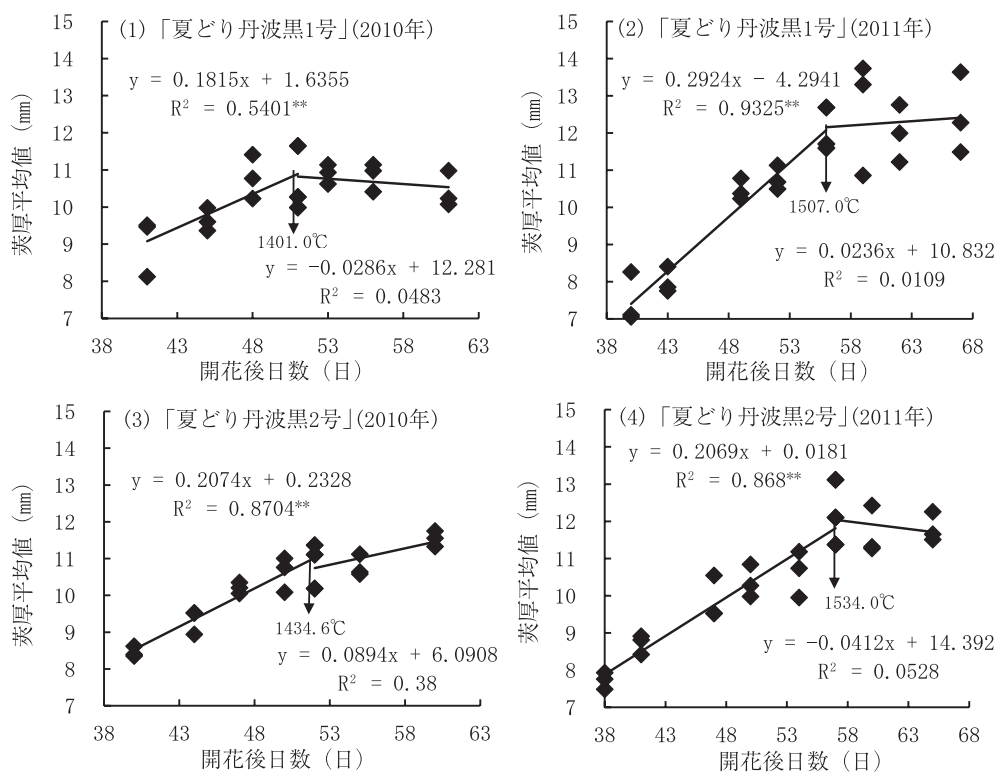 (1)「夏どり丹波黒1号」(2010年)
y = 0.1815x + 1.6355
R² = 0.5401**
15
14
13
12
11
10
9
8
7
莢厚平均値 (㎜)
1401.0℃
y = −0.0286x + 12.281
R² = 0.0483
38 43 48 53 58 63
開花後日数 (日)
(2)「夏どり丹波黒1号」(2011年)
y = 0.2924x − 4.2941
R² = 0.9325**
15
14
13
12
11
10
9
8
7
莢厚平均値 (㎜)
1507.0℃
y = 0.0236x + 10.832
R² = 0.0109
38 43 48 53 58 63 68
開花後日数 (日)
(3)「夏どり丹波黒2号」(2010年)
y = 0.2074x + 0.2328
R² = 0.8704**
15
14
13
12
11
10
9
8
7
莢厚平均値 (㎜)
1434.6℃
y = 0.0894x + 6.0908
R² = 0.38
38 43 48 53 58 63
開花後日数 (日)
(4)「夏どり丹波黒2号」(2011年)
y = 0.2069x + 0.0181
R² = 0.868**
15
14
13
12
11
10
9
8
7
莢厚平均値 (㎜)
1534.0℃
y = −0.0412x + 14.392
R² = 0.0528
38 43 48 53 58 63 68
開花後日数 (日)